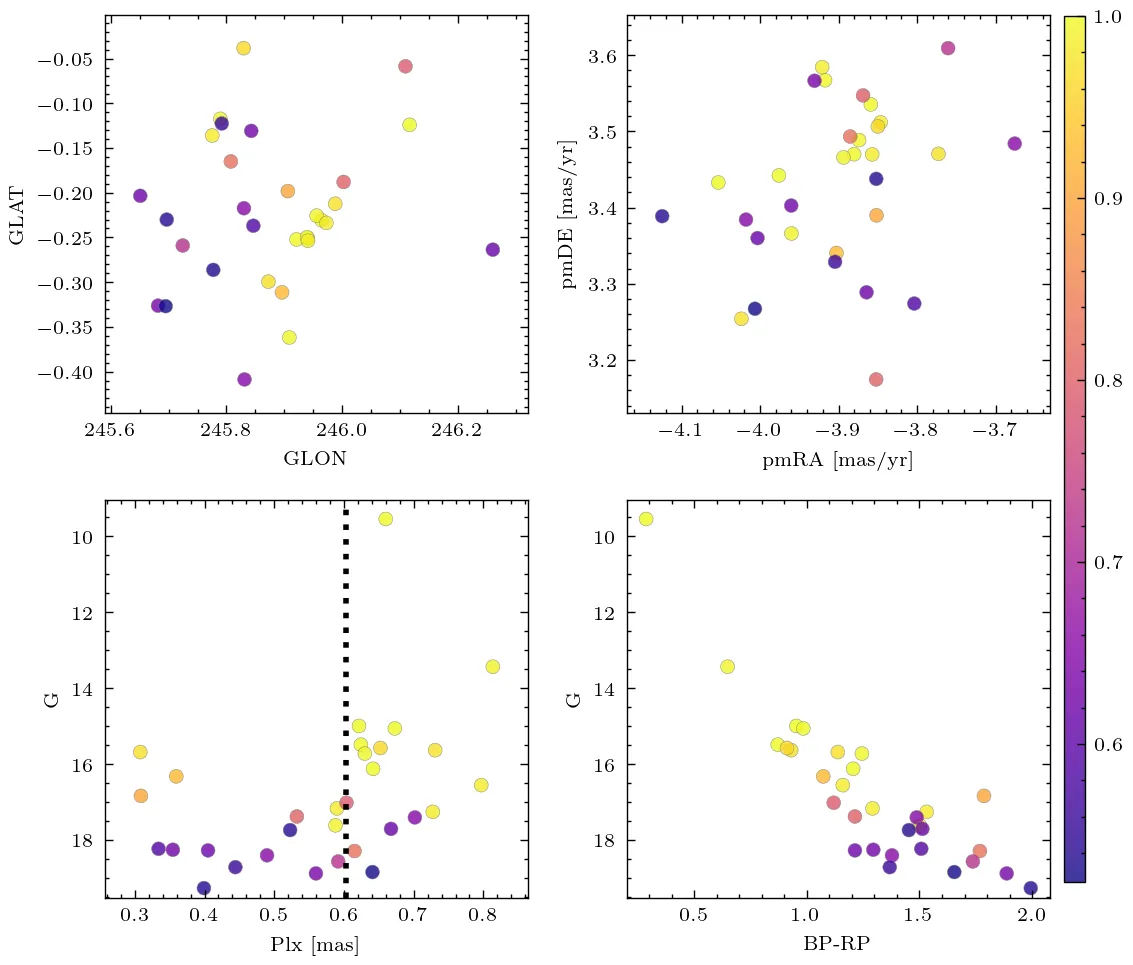 −0.05
−0.10
−0.15
−0.20
−0.25
−0.30
−0.35
−0.40
GLAT
245.6 245.8 246.0 246.2
GLON
3.6
3.5
3.4
3.3
3.2
pmDE [mas/yr]
−4.1 −4.0 −3.9 −3.8 −3.7
pmRA [mas/yr]
1.0
0.9
0.8
0.7
0.6
10
12
14
16
18
G
0.3 0.4 0.5 0.6 0.7 0.8
Plx [mas]
10
12
14
16
18
G
0.5 1.0 1.5 2.0
BP-RP